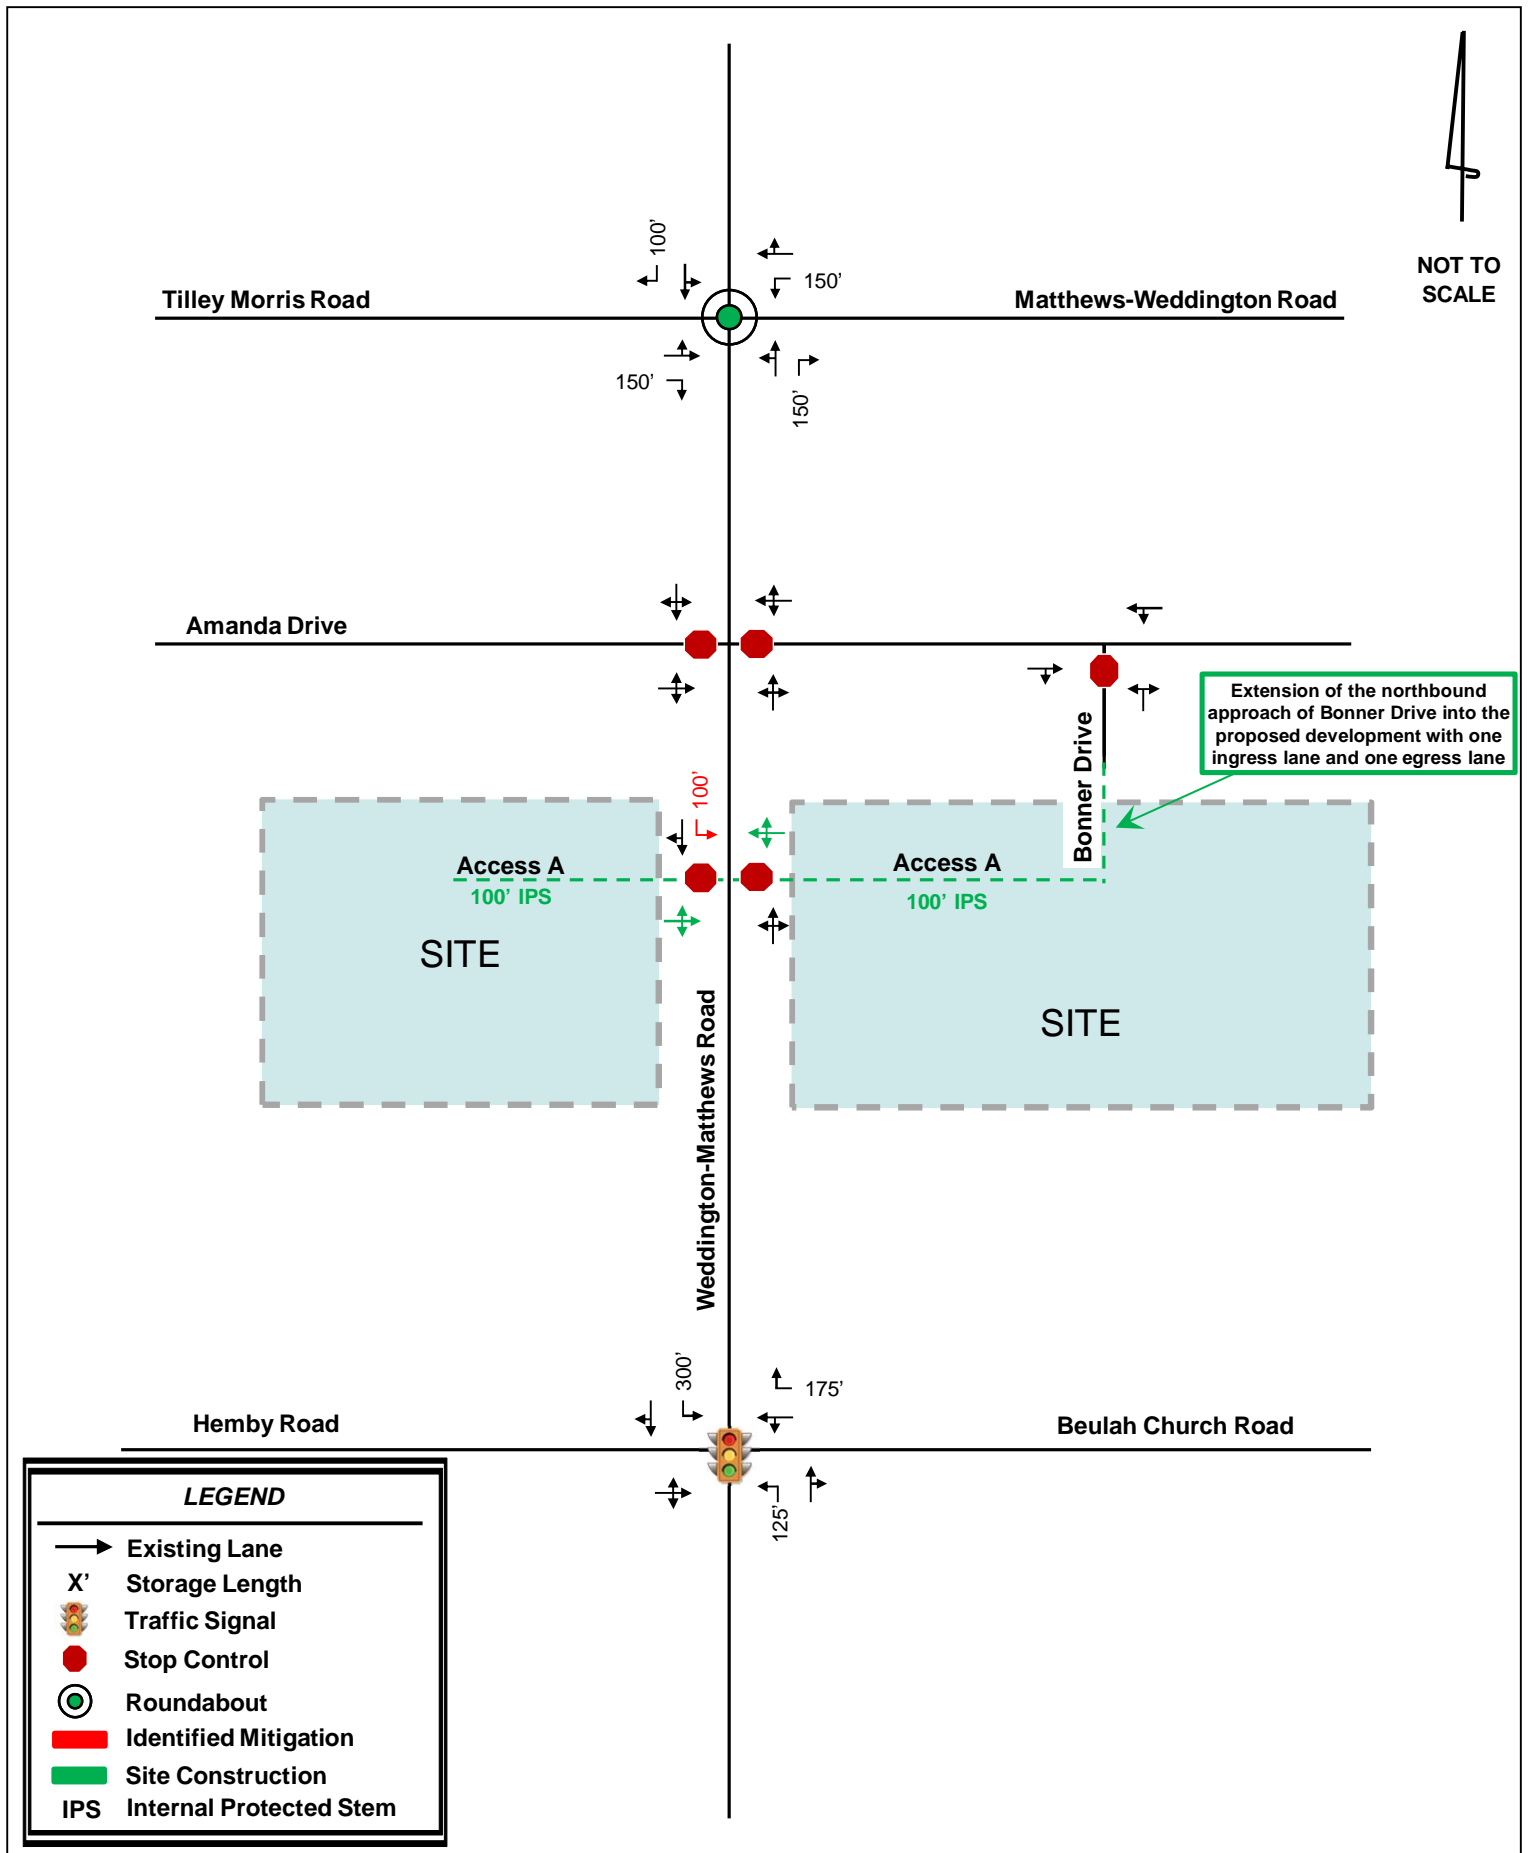 100’
150’
NOT TO
SCALE
Tilley Morris Road
Matthews-Weddington Road
150’
150’
Amanda Drive
Extension of the northbound
approach of Bonner Drive into the
proposed development with one
ingress lane and one egress lane
Bonner Drive
100’
Access A
100’ IPS
Access A
100’ IPS
SITE
SITE
Weddington-Matthews Road
300’
175’
Hemby Road
Beulah Church Road
125’
LEGEND
Existing Lane
X’ Storage Length
Traffic Signal
Stop Control
Roundabout
Identified Mitigation
Site Construction
IPS Internal Protected Stem